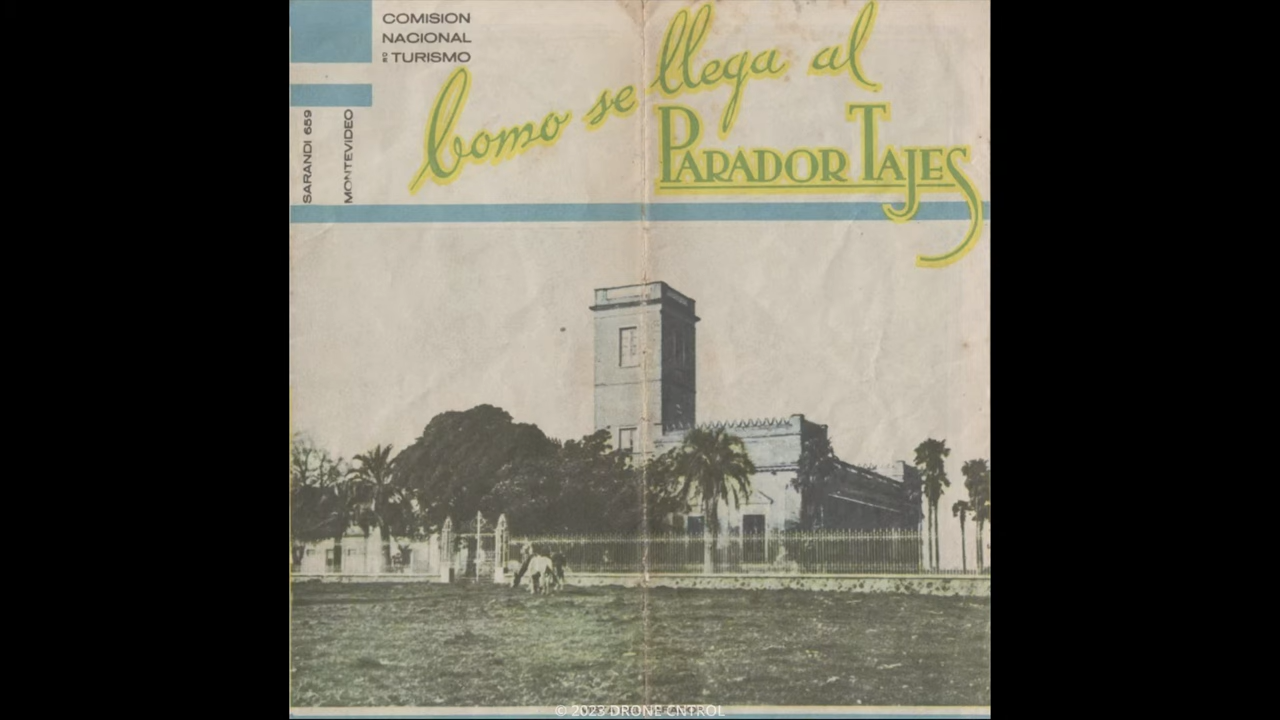 COMISION
NACIONAL
DE TURISMO
SARANDI 659
MONTEVIDEO
Como se llega al
PARADOR TAJES
© 2023 DRONE CNTROL